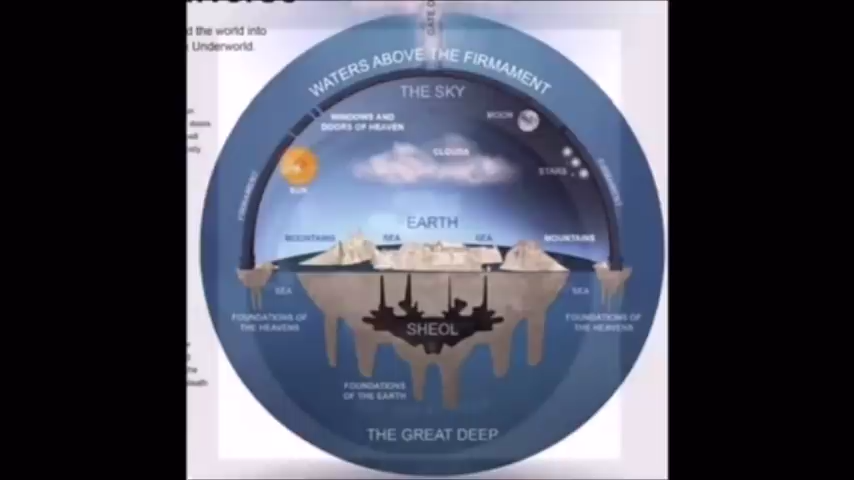 d the world into
Underworld.
GATE O
WATERS ABOVE THE FIRMAMENT
THE SKY
WINDOWS AND
DOORS OF HEAVEN
MOON
CLOUDS
STARS
SUN
FIRMAMENT
FIRMAMENT
EARTH
MOUNTAINS
SEA
SEA
MOUNTAINS
SEA
SEA
FOUNDATIONS OF
THE HEAVENS
FOUNDATIONS OF
THE HEAVENS
SHEOL
FOUNDATIONS
OF THE EARTH
THE GREAT DEEP